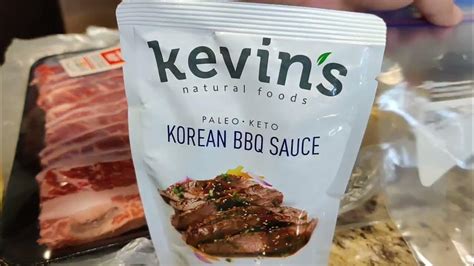 kevin's
natural foods
PALEO • KETO
KOREAN BBQ SAUCE